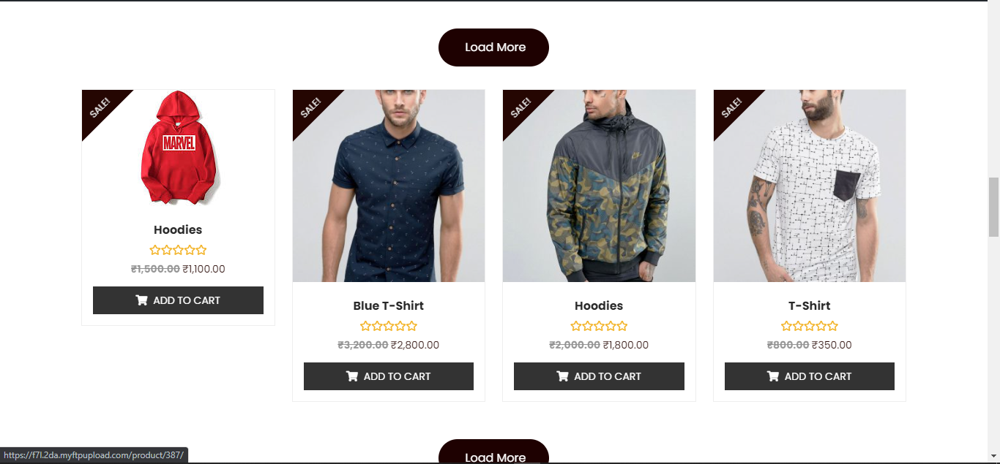 Load More
SALE!
MARVEL
Hoodies
₹1,500.00 ₹1,100.00
ADD TO CART
SALE!
Blue T-Shirt
₹3,200.00 ₹2,800.00
ADD TO CART
SALE!
Hoodies
₹2,000.00 ₹1,800.00
ADD TO CART
SALE!
T-Shirt
₹800.00 ₹350.00
ADD TO CART
Load More
https://f7l.2da.myftpupload.com/product/387/